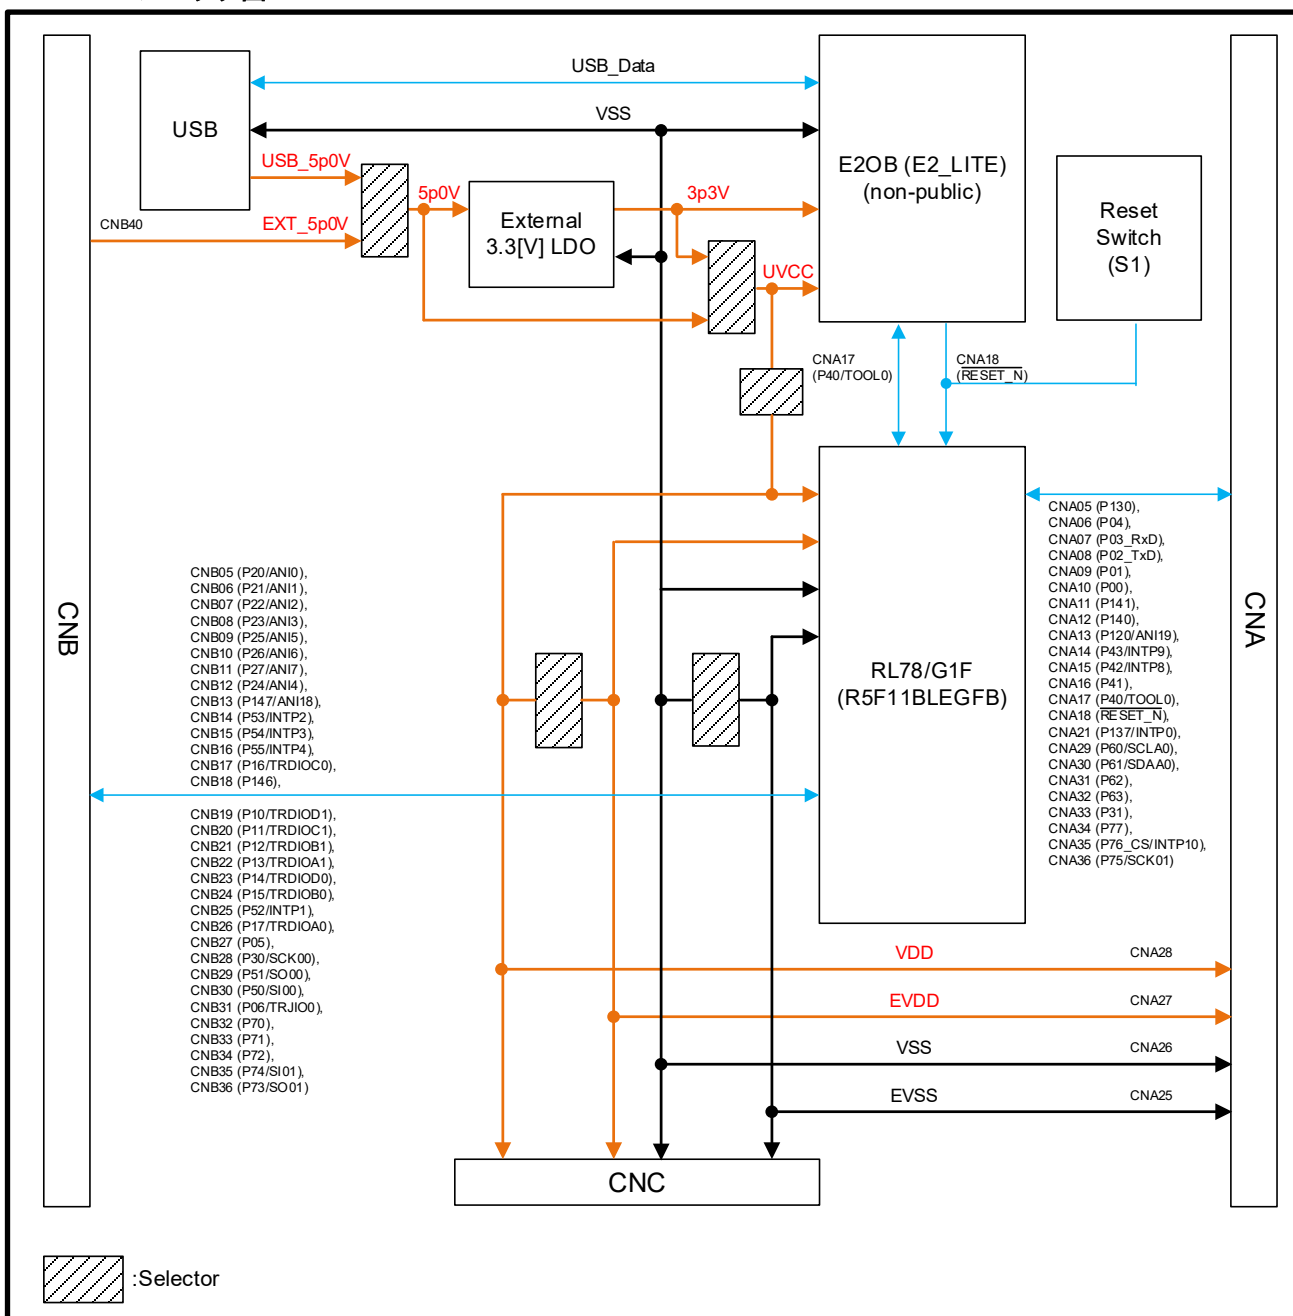 USB_Data
VSS
USB
USB_5p0V
CNB40
EXT_5p0V
5p0V
External
3.3[V] LDO
3p3V
UVCC
E2OB (E2_LITE)
(non-public)
Reset
Switch
(S1)
CNA17
(P40/TOOL0)
CNA18
(RESET_N)
CNB
CNB05 (P20/ANI0),
CNB06 (P21/ANI1),
CNB07 (P22/ANI2),
CNB08 (P23/ANI3),
CNB09 (P25/ANI5),
CNB10 (P26/ANI6),
CNB11 (P27/ANI7),
CNB12 (P24/ANI4),
CNB13 (P147/ANI18),
CNB14 (P53/INTP2),
CNB15 (P54/INTP3),
CNB16 (P55/INTP4),
CNB17 (P16/TRDIOC0),
CNB18 (P146),
CNB19 (P10/TRDIOD1),
CNB20 (P11/TRDIOC1),
CNB21 (P12/TRDIOB1),
CNB22 (P13/TRDIOA1),
CNB23 (P14/TRDIOD0),
CNB24 (P15/TRDIOB0),
CNB25 (P52/INTP1),
CNB26 (P17/TRDIOA0),
CNB27 (P05),
CNB28 (P30/SCK00),
CNB29 (P51/SO00),
CNB30 (P50/SI00),
CNB31 (P06/TRJIO0),
CNB32 (P70),
CNB33 (P71),
CNB34 (P72),
CNB35 (P74/SI01),
CNB36 (P73/SO01)
RL78/G1F
(R5F11BLEGFB)
CNA05 (P130),
CNA06 (P04),
CNA07 (P03_RxD),
CNA08 (P02_TxD),
CNA09 (P01),
CNA10 (P00),
CNA11 (P141),
CNA12 (P140),
CNA13 (P120/ANI19),
CNA14 (P43/INTP9),
CNA15 (P42/INTP8),
CNA16 (P41),
CNA17 (P40/TOOL0),
CNA18 (RESET_N),
CNA21 (P137/INTP0),
CNA29 (P60/SCLA0),
CNA30 (P61/SDAA0),
CNA31 (P62),
CNA32 (P63),
CNA33 (P31),
CNA34 (P77),
CNA35 (P76_CS/INTP10),
CNA36 (P75/SCK01)
CNA
VDD CNA28
EVDD CNA27
VSS CNA26
EVSS CNA25
CNC
:Selector